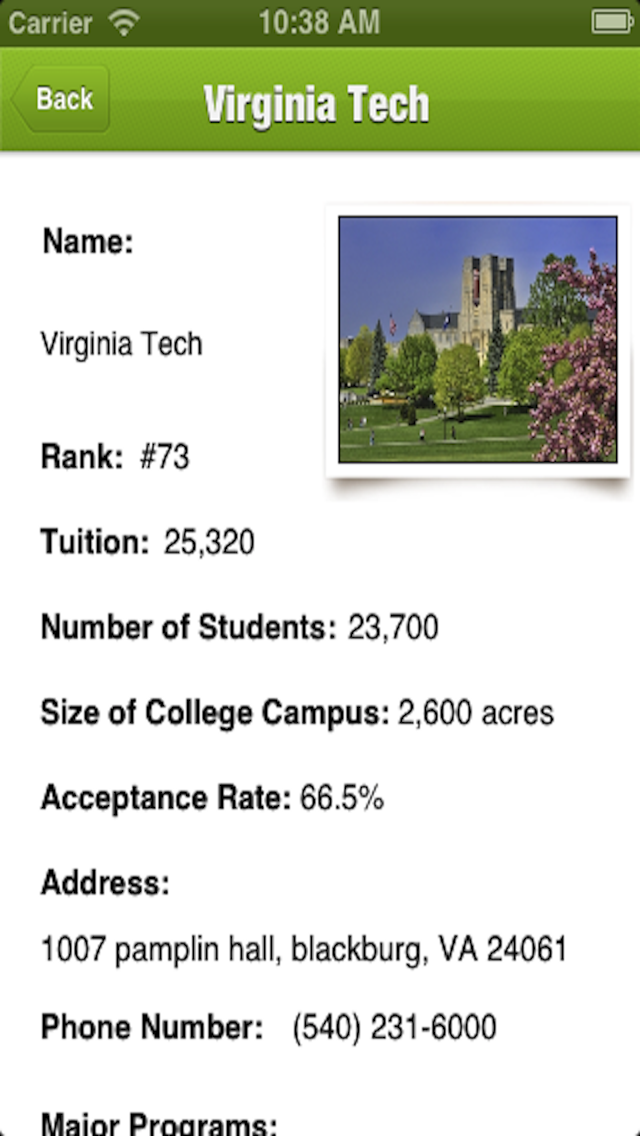 Carrier 10:38 AM
Back Virginia Tech
Name:
Virginia Tech
Rank: #73
Tuition: 25,320
Number of Students: 23,700
Size of College Campus: 2,600 acres
Acceptance Rate: 66.5%
Address:
1007 pamplin hall, blackburg, VA 24061
Phone Number: (540) 231-6000
Major Programs: